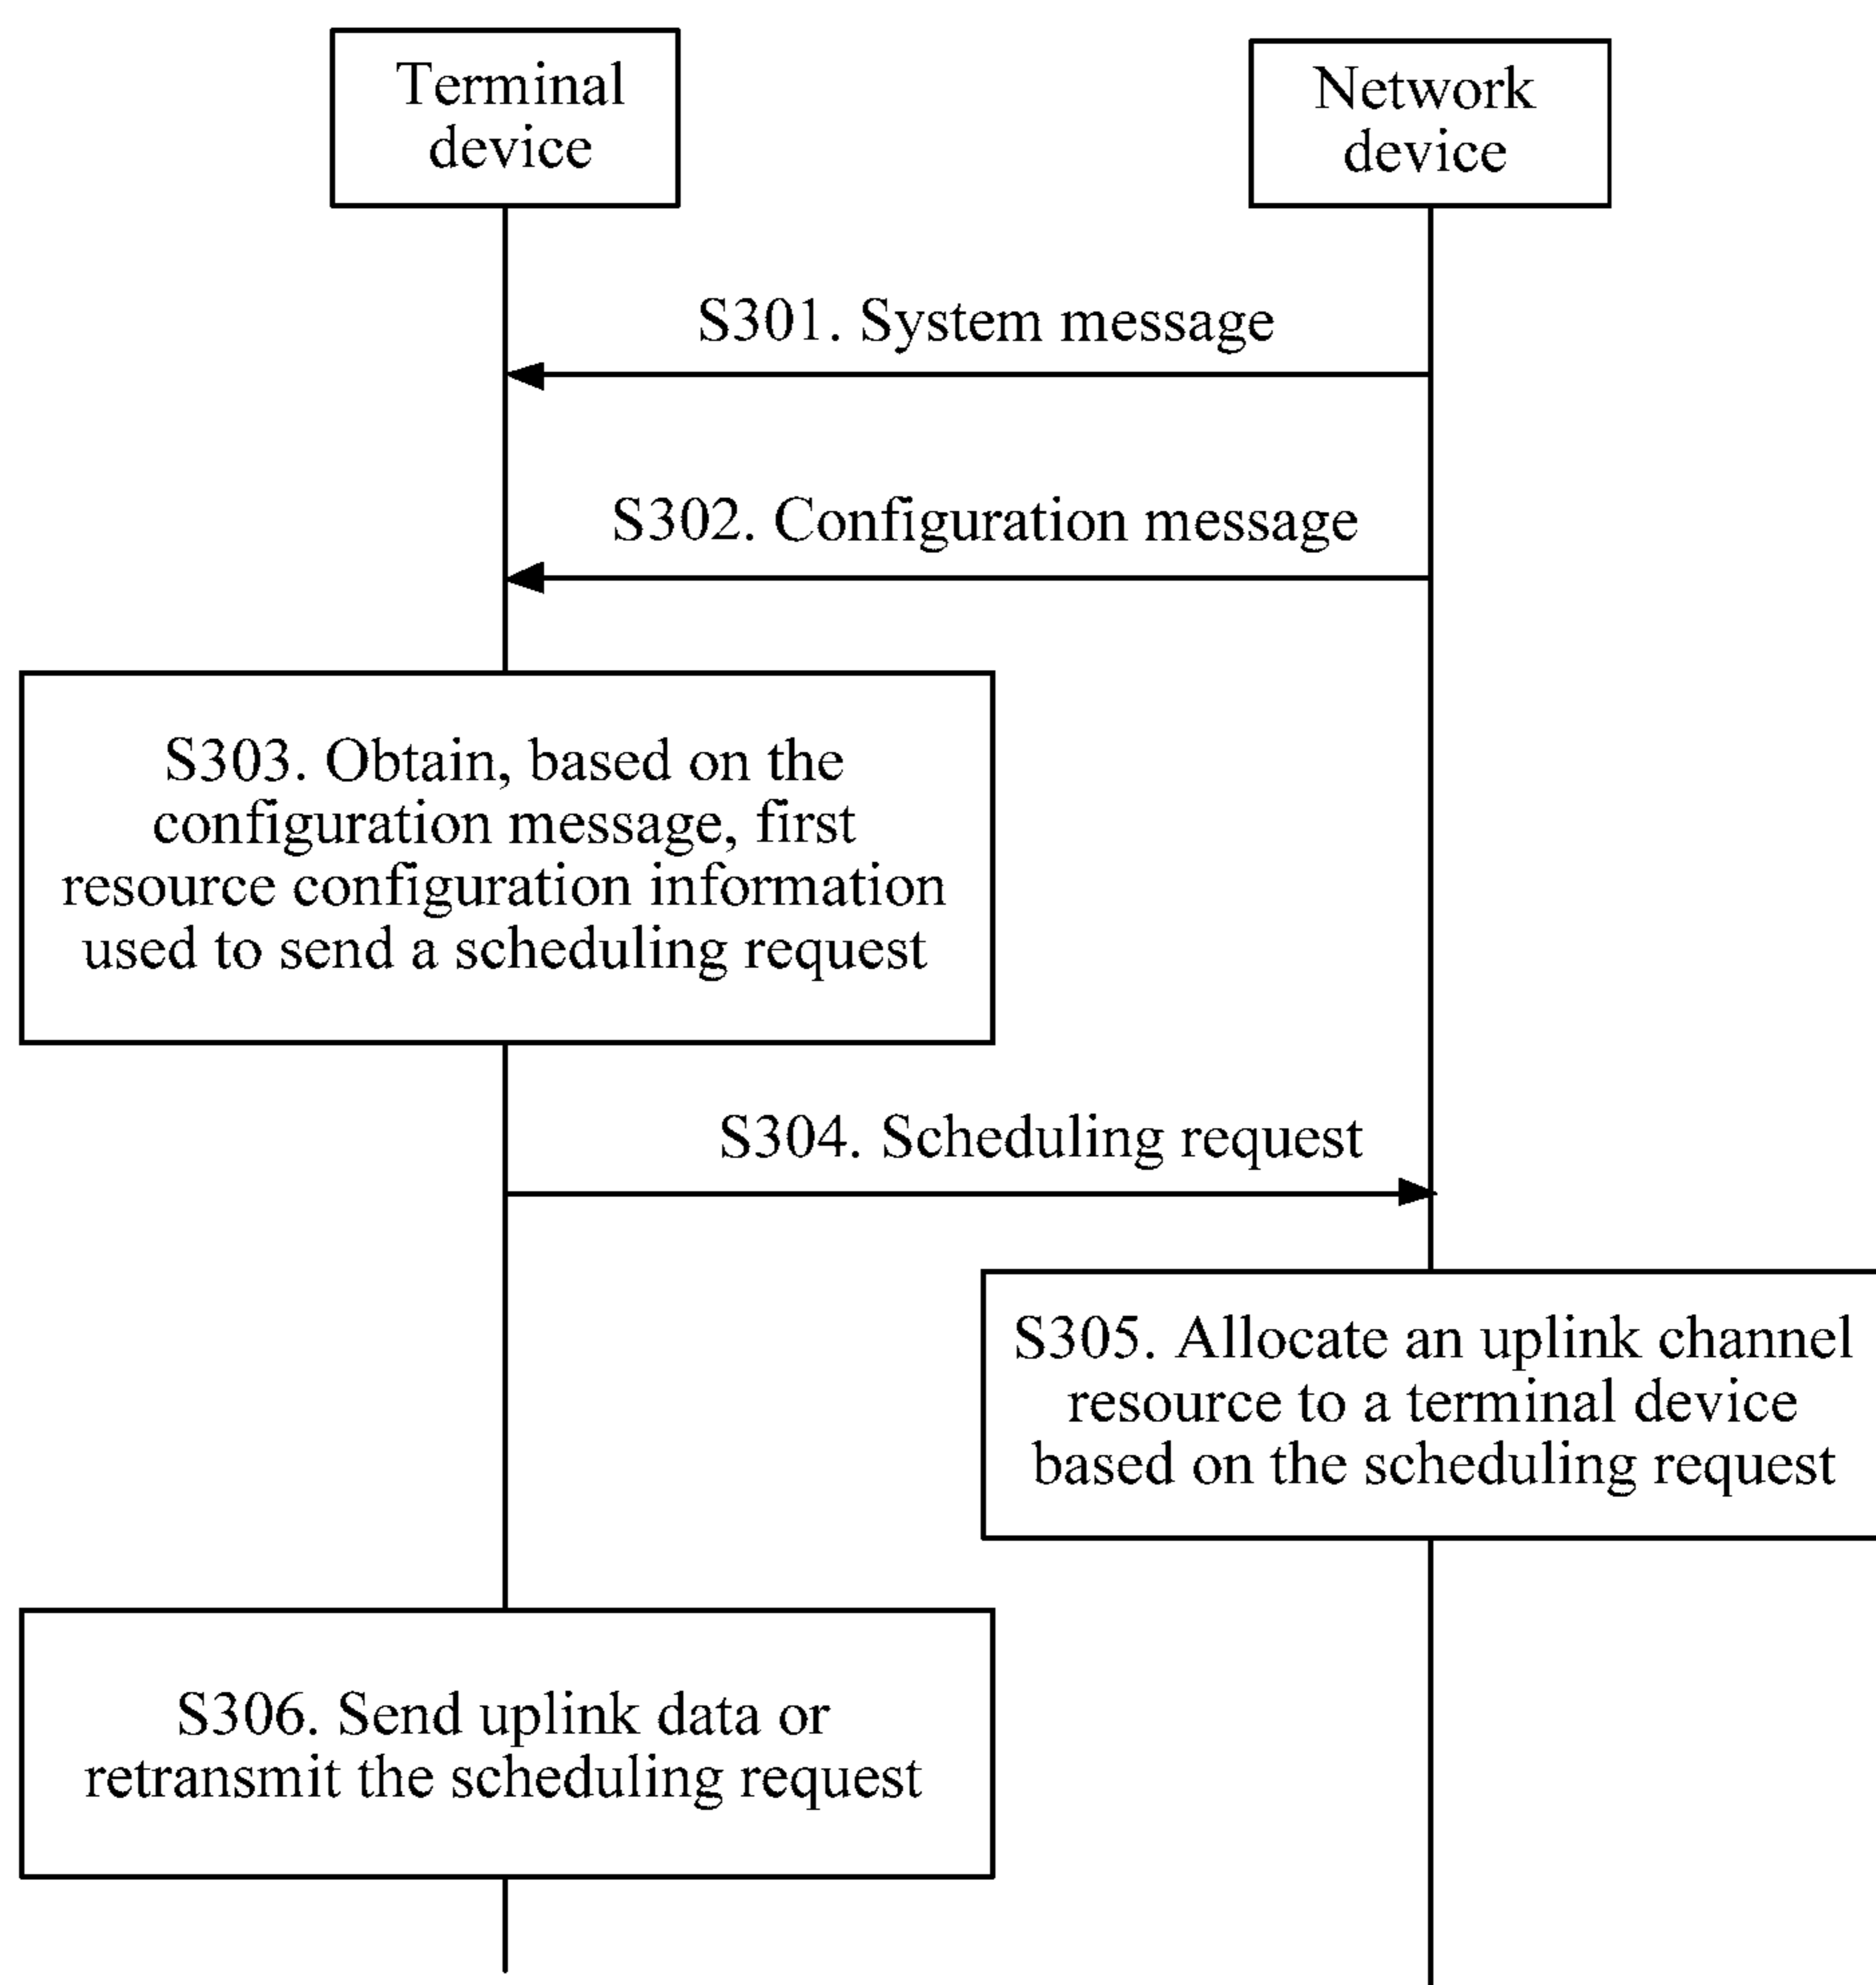 Terminal
device
Network
device
S301. System message
S302. Configuration message
S303. Obtain, based on the
configuration message, first
resource configuration information
used to send a scheduling request
S304. Scheduling request
S305. Allocate an uplink channel
resource to a terminal device
based on the scheduling request
S306. Send uplink data or
retransmit the scheduling request